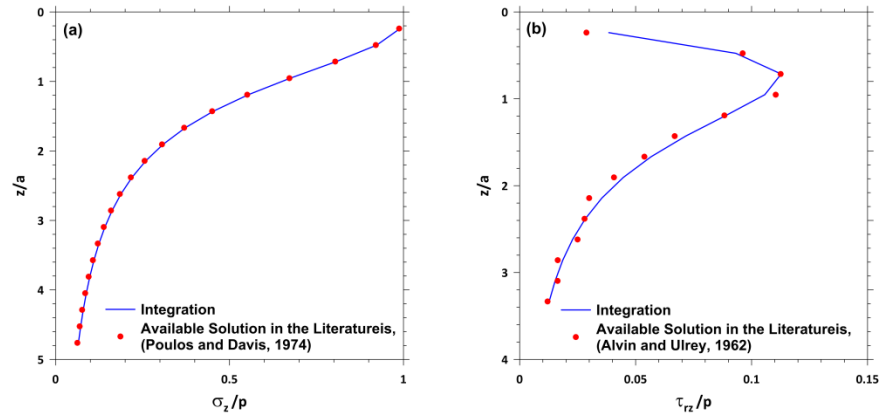 (a)
0
1
2
3
4
5
z/a
0
0.5
1
σz/p
Integration
Available Solution in the Literatureis,
(Poulos and Davis, 1974)
(b)
0
1
2
3
4
z/a
0
0.05
0.1
0.15
τrz/p
Integration
Available Solution in the Literatureis,
(Alvin and Ulrey, 1962)